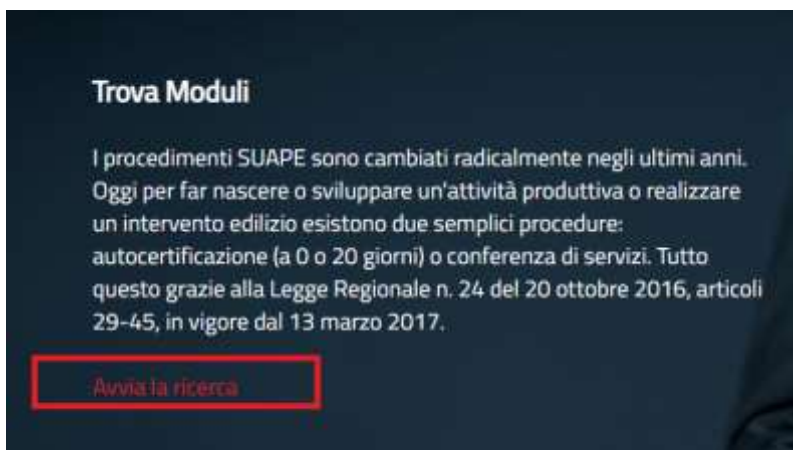 Trova Moduli
I procedimenti SUAPE sono cambiati radicalmente negli ultimi anni.
Oggi per far nascere o sviluppare un'attività produttiva o realizzare
un intervento edilizio esistono due semplici procedure:
autocertificazione (a 0 o 20 giorni) o conferenza di servizi. Tutto
questo grazie alla Legge Regionale n. 24 del 20 ottobre 2016, articoli
29-45, in vigore dal 13 marzo 2017.
Avvia la ricerca